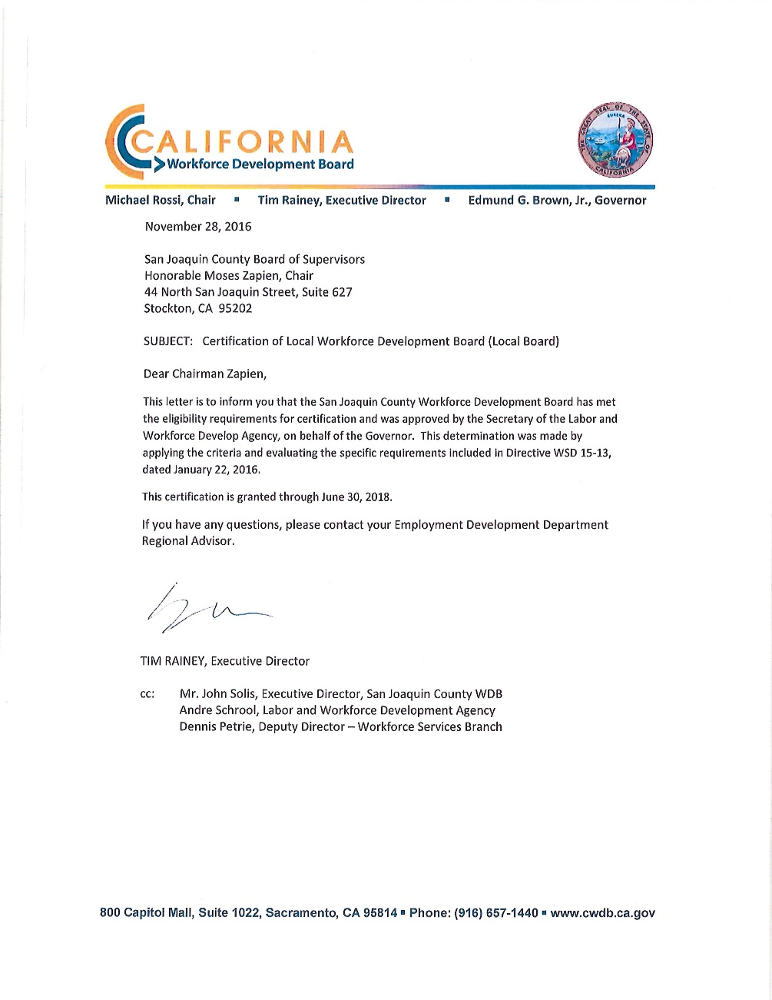 CALIFORNIA
Workforce Development Board
THE GREAT SEAL OF THE STATE OF CALIFORNIA
EUREKA
Michael Rossi, Chair ▪ Tim Rainey, Executive Director ▪ Edmund G. Brown, Jr., Governor
November 28, 2016
San Joaquin County Board of Supervisors
Honorable Moses Zapien, Chair
44 North San Joaquin Street, Suite 627
Stockton, CA 95202
SUBJECT: Certification of Local Workforce Development Board (Local Board)
Dear Chairman Zapien,
This letter is to inform you that the San Joaquin County Workforce Development Board has met
the eligibility requirements for certification and was approved by the Secretary of the Labor and
Workforce Develop Agency, on behalf of the Governor. This determination was made by
applying the criteria and evaluating the specific requirements included in Directive WSD 15-13,
dated January 22, 2016.
This certification is granted through June 30, 2018.
If you have any questions, please contact your Employment Development Department
Regional Advisor.
TIM RAINEY, Executive Director
cc: Mr. John Solis, Executive Director, San Joaquin County WDB
Andre Schrool, Labor and Workforce Development Agency
Dennis Petrie, Deputy Director – Workforce Services Branch
800 Capitol Mall, Suite 1022, Sacramento, CA 95814 ▪ Phone: (916) 657-1440 ▪ www.cwdb.ca.gov